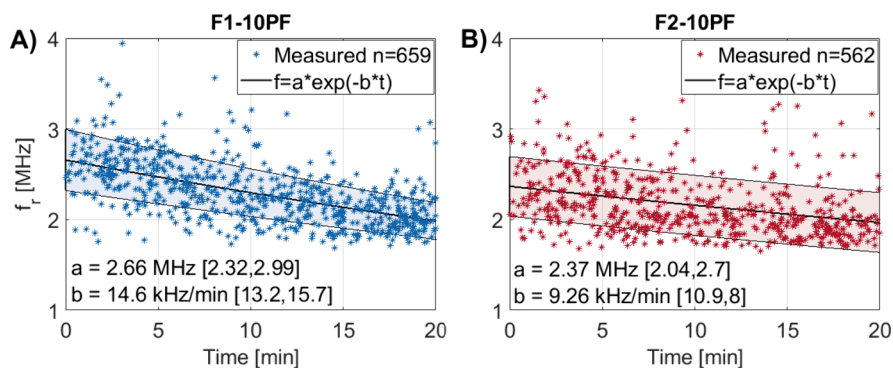 F1-10PF
A)
Measured n=659
f=a*exp(-b*t)
4
3
2
1
f_r [MHz]
a = 2.66 MHz [2.32,2.99]
b = 14.6 kHz/min [13.2,15.7]
0 5 10 15 20
Time [min]
F2-10PF
B)
Measured n=562
f=a*exp(-b*t)
4
3
2
1
a = 2.37 MHz [2.04,2.7]
b = 9.26 kHz/min [10.9,8]
0 5 10 15 20
Time [min]